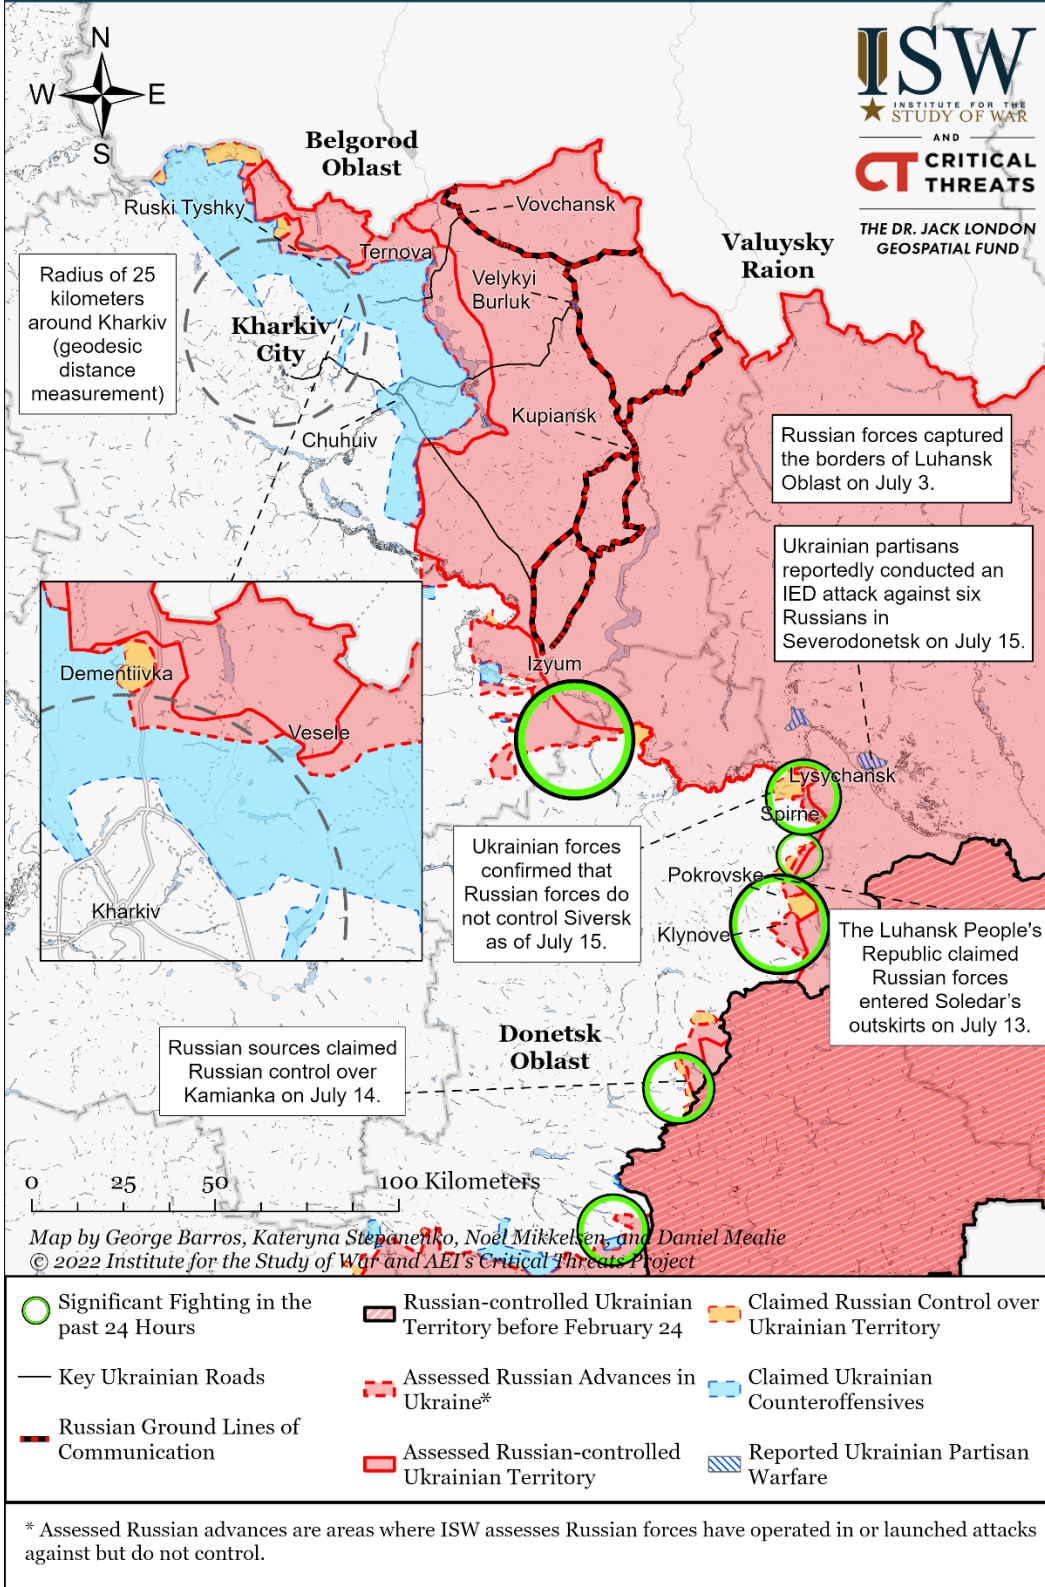 N
W
E
S
ISW
INSTITUTE FOR THE
STUDY OF WAR
AND
CT CRITICAL
THREATS
THE DR. JACK LONDON
GEOSPATIAL FUND
Belgorod
Oblast
Ruski Tyshky
Vovchansk
Ternova
Valuysky
Raion
Velykyi
Burluk
Radius of 25
kilometers
around Kharkiv
(geodesic
distance
measurement)
Kharkiv
City
Kupiansk
Chuhuiv
Russian forces captured
the borders of Luhansk
Oblast on July 3.
Ukrainian partisans
reportedly conducted an
IED attack against six
Russians in
Severodonetsk on July 15.
Izyum
Dementiivka
Vesele
Kharkiv
Lysychansk
Spirne
Ukrainian forces
confirmed that
Russian forces do
not control Siversk
as of July 15.
Pokrovske
Klynove
The Luhansk People's
Republic claimed
Russian forces
entered Soledar's
outskirts on July 13.
Donetsk
Oblast
Russian sources claimed
Russian control over
Kamianka on July 14.
0 25 50 100 Kilometers
Map by George Barros, Kateryna Stepanenko, Noel Mikkelsen, and Daniel Mealie
© 2022 Institute for the Study of War and AEI's Critical Threats Project
Significant Fighting in the
past 24 Hours
Key Ukrainian Roads
Russian Ground Lines of
Communication
Russian-controlled Ukrainian
Territory before February 24
Assessed Russian Advances in
Ukraine*
Assessed Russian-controlled
Ukrainian Territory
Claimed Russian Control over
Ukrainian Territory
Claimed Ukrainian
Counteroffensives
Reported Ukrainian Partisan
Warfare
* Assessed Russian advances are areas where ISW assesses Russian forces have operated in or launched attacks
against but do not control.